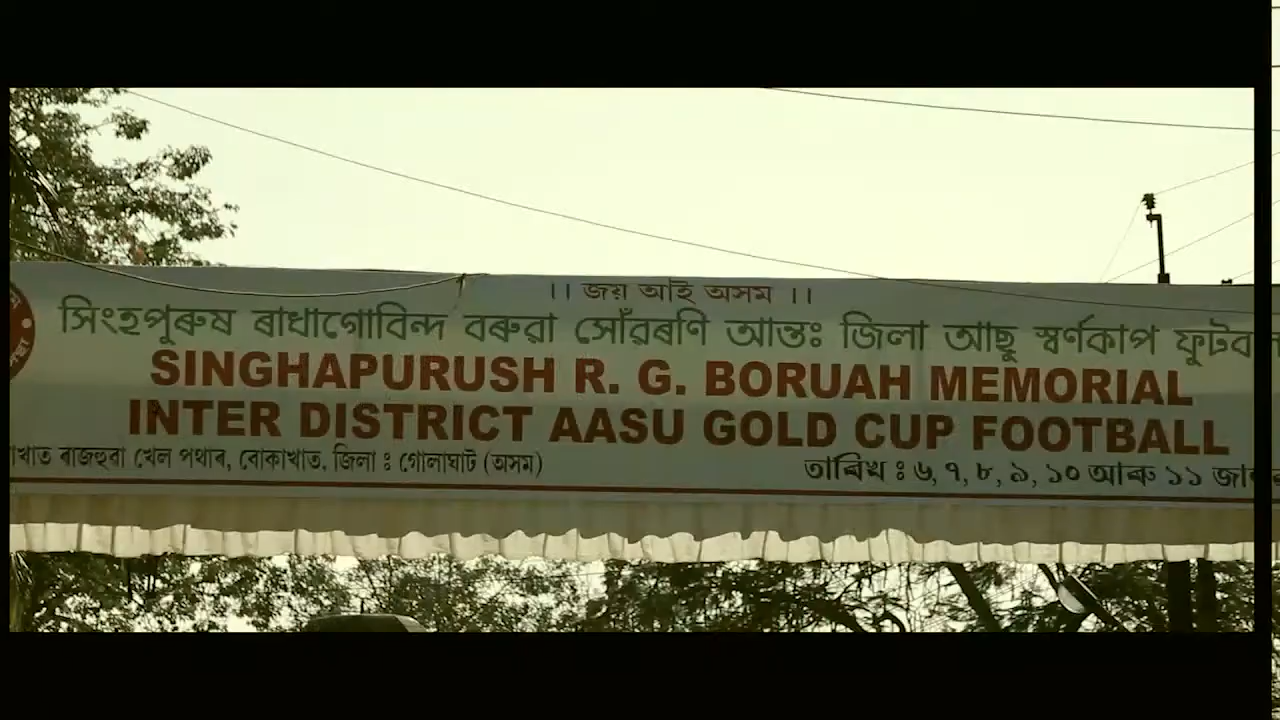 ।। জয় আই অসম ।।
সিংহপুৰুষ ৰাধাগোবিন্দ বৰুৱা সোঁৱৰণি আন্তঃ জিলা আছু স্বৰ্ণকাপ ফুটবল
SINGHAPURUSH R. G. BORUAH MEMORIAL
INTER DISTRICT AASU GOLD CUP FOOTBALL
ৰাজহুৱা খেল পথাৰ, বোকাখাত, জিলা : গোলাঘাট (অসম)
তাৰিখ : ৬, ৭, ৮, ৯, ১০ আৰু ১১